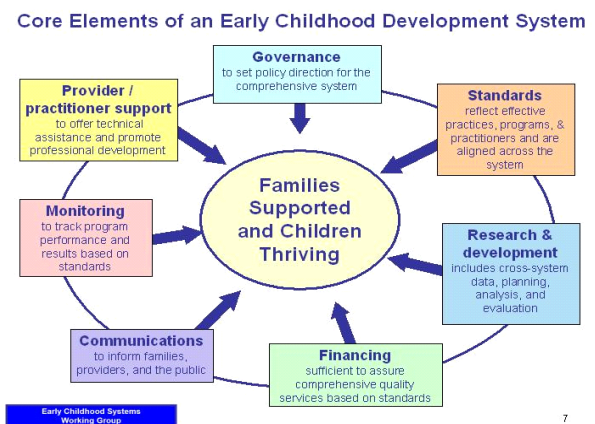 Core Elements of an Early Childhood Development System
Governance
to set policy direction for the
comprehensive system
Provider /
practitioner support
to offer technical
assistance and promote
professional development
Standards
reflect effective
practices, programs, &
practitioners and are
aligned across the
system
Families
Supported
and Children
Thriving
Monitoring
to track program
performance and
results based on
standards
Research &
development
includes cross-system
data, planning,
analysis, and
evaluation
Communications
to inform families,
providers, and the public
Financing
sufficient to assure
comprehensive quality
services based on standards
Early Childhood Systems
Working Group
7